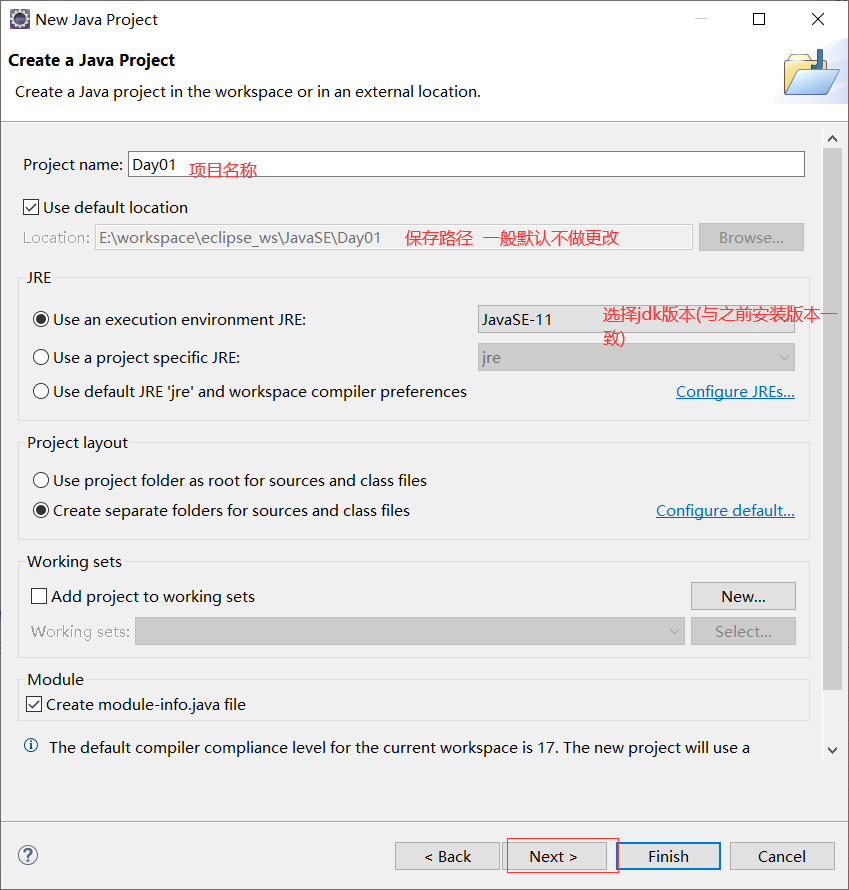 New Java Project
Create a Java Project
Create a Java project in the workspace or in an external location.
Project name: Day01 项目名称
Use default location
Location: E:\workspace\eclipse_ws\JavaSE\Day01 保存路径 一般默认不做更改 Browse...
JRE
Use an execution environment JRE: JavaSE-11 选择jdk版本(与之前安装版本一
致)
Use a project specific JRE: jre
Use default JRE 'jre' and workspace compiler preferences Configure JREs...
Project layout
Use project folder as root for sources and class files
Create separate folders for sources and class files Configure default...
Working sets
Add project to working sets New...
Working sets: Select...
Module
Create module-info.java file
The default compiler compliance level for the current workspace is 17. The new project will use a
< Back Next > Finish Cancel